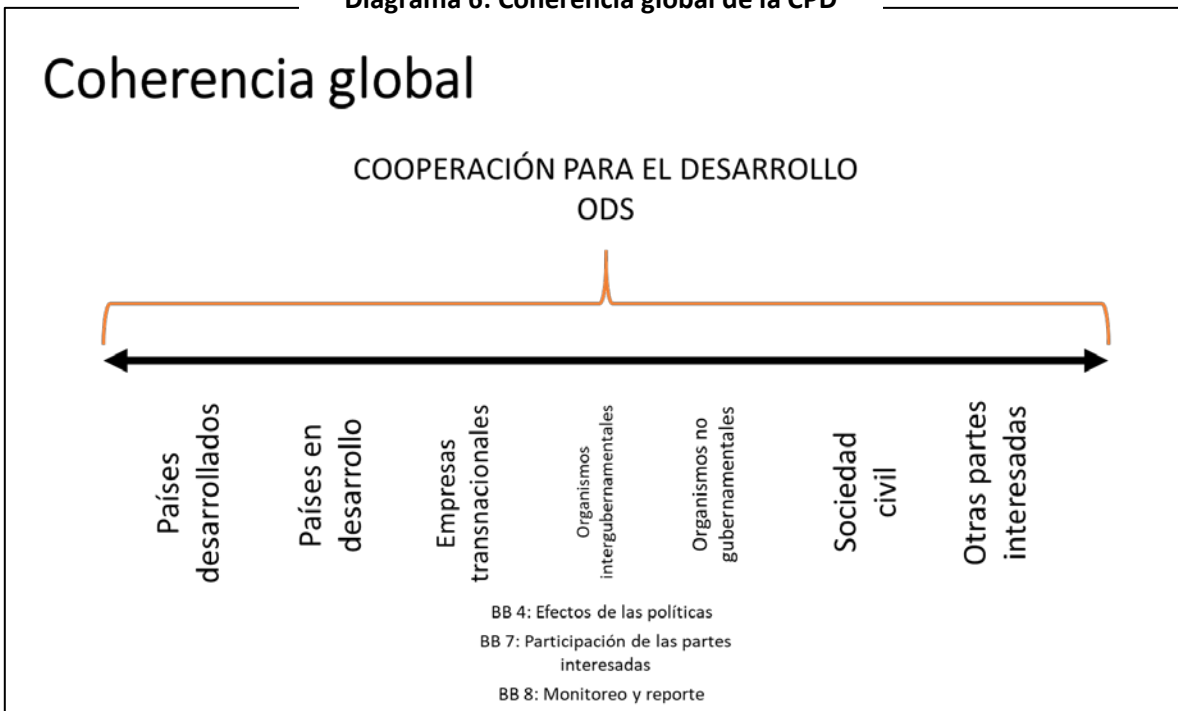 Diagrama 6: Coherencia global de la CPD
Coherencia global
COOPERACIÓN PARA EL DESARROLLO
ODS
Países
desarrollados
Países en
desarrollo
Empresas
transnacionales
Organismos
intergubernamentales
Organismos no
gubernamentales
Sociedad
civil
Otras partes
interesadas
BB 4: Efectos de las políticas
BB 7: Participación de las partes
interesadas
BB 8: Monitoreo y reporte